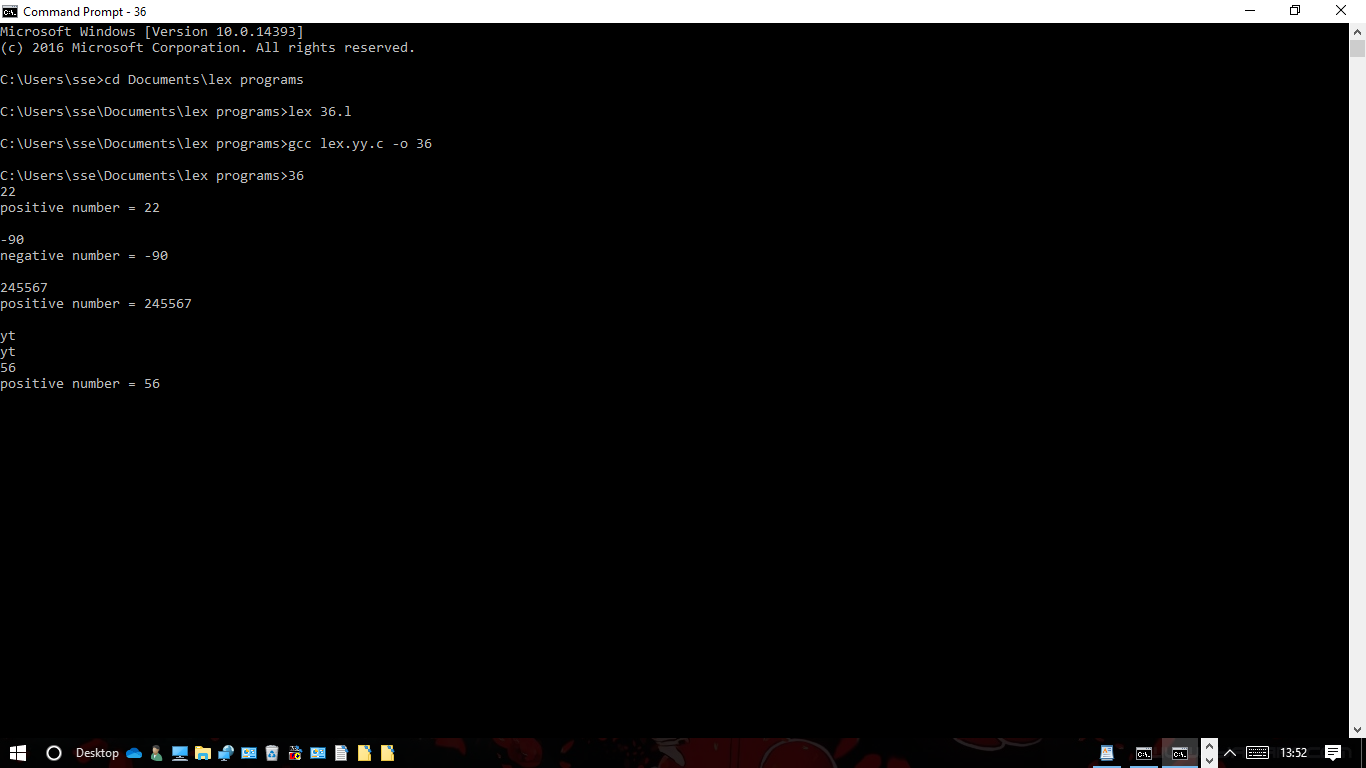 Command Prompt - 36
Microsoft Windows [Version 10.0.14393]
(c) 2016 Microsoft Corporation. All rights reserved.
C:\Users\sse>cd Documents\lex programs
C:\Users\sse\Documents\lex programs>lex 36.l
C:\Users\sse\Documents\lex programs>gcc lex.yy.c -o 36
C:\Users\sse\Documents\lex programs>36
22
positive number = 22
-90
negative number = -90
245567
positive number = 245567
yt
yt
56
positive number = 56
Desktop
13:52